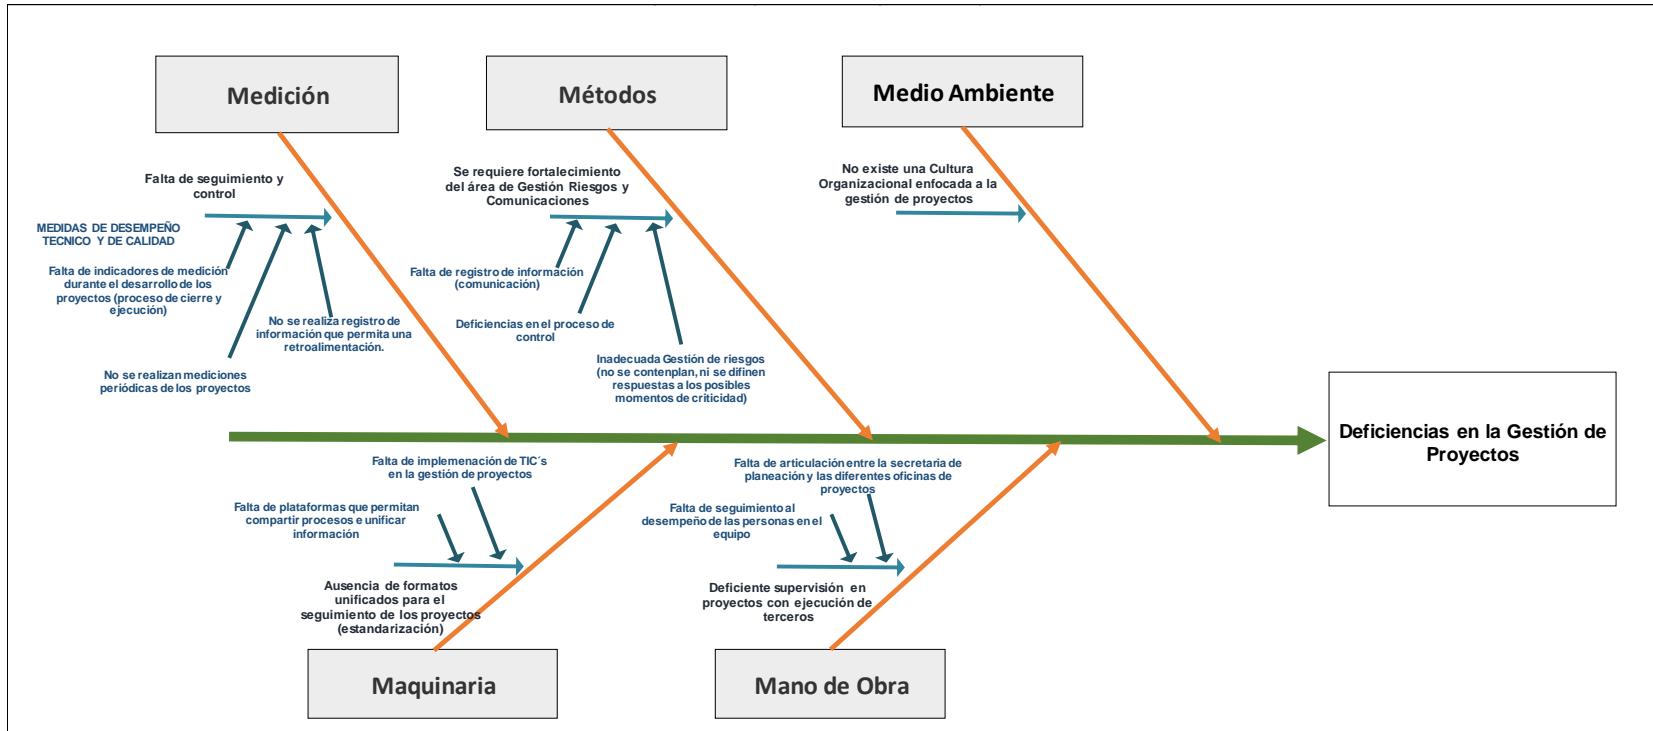 Medición
Métodos
Medio Ambiente
Falta de seguimiento y
control
MEDIDAS DE DESEMPEÑO
TECNICO Y DE CALIDAD
Falta de indicadores de medición
durante el desarrollo de los
proyectos (proceso de cierre y
ejecución)
No se realiza registro de
información que permita una
retroalimentación.
No se realizan mediciones
periódicas de los proyectos
Se requiere fortalecimiento
del área de Gestión Riesgos y
Comunicaciones
Falta de registro de información
(comunicación)
Deficiencias en el proceso de
control
Inadecuada Gestión de riesgos
(no se contenplan, ni se difinen
respuestas a los posibles
momentos de criticidad)
No existe una Cultura
Organizacional enfocada a la
gestión de proyectos
Deficiencias en la Gestión de
Proyectos
Falta de implemenación de TIC´s
en la gestión de proyectos
Falta de plataformas que permitan
compartir procesos e unificar
información
Ausencia de formatos
unificados para el
seguimiento de los proyectos
(estandarización)
Falta de articulación entre la secretaria de
planeación y las diferentes oficinas de
proyectos
Falta de seguimiento al
desempeño de las personas en el
equipo
Deficiente supervisión en
proyectos con ejecución de
terceros
Maquinaria
Mano de Obra